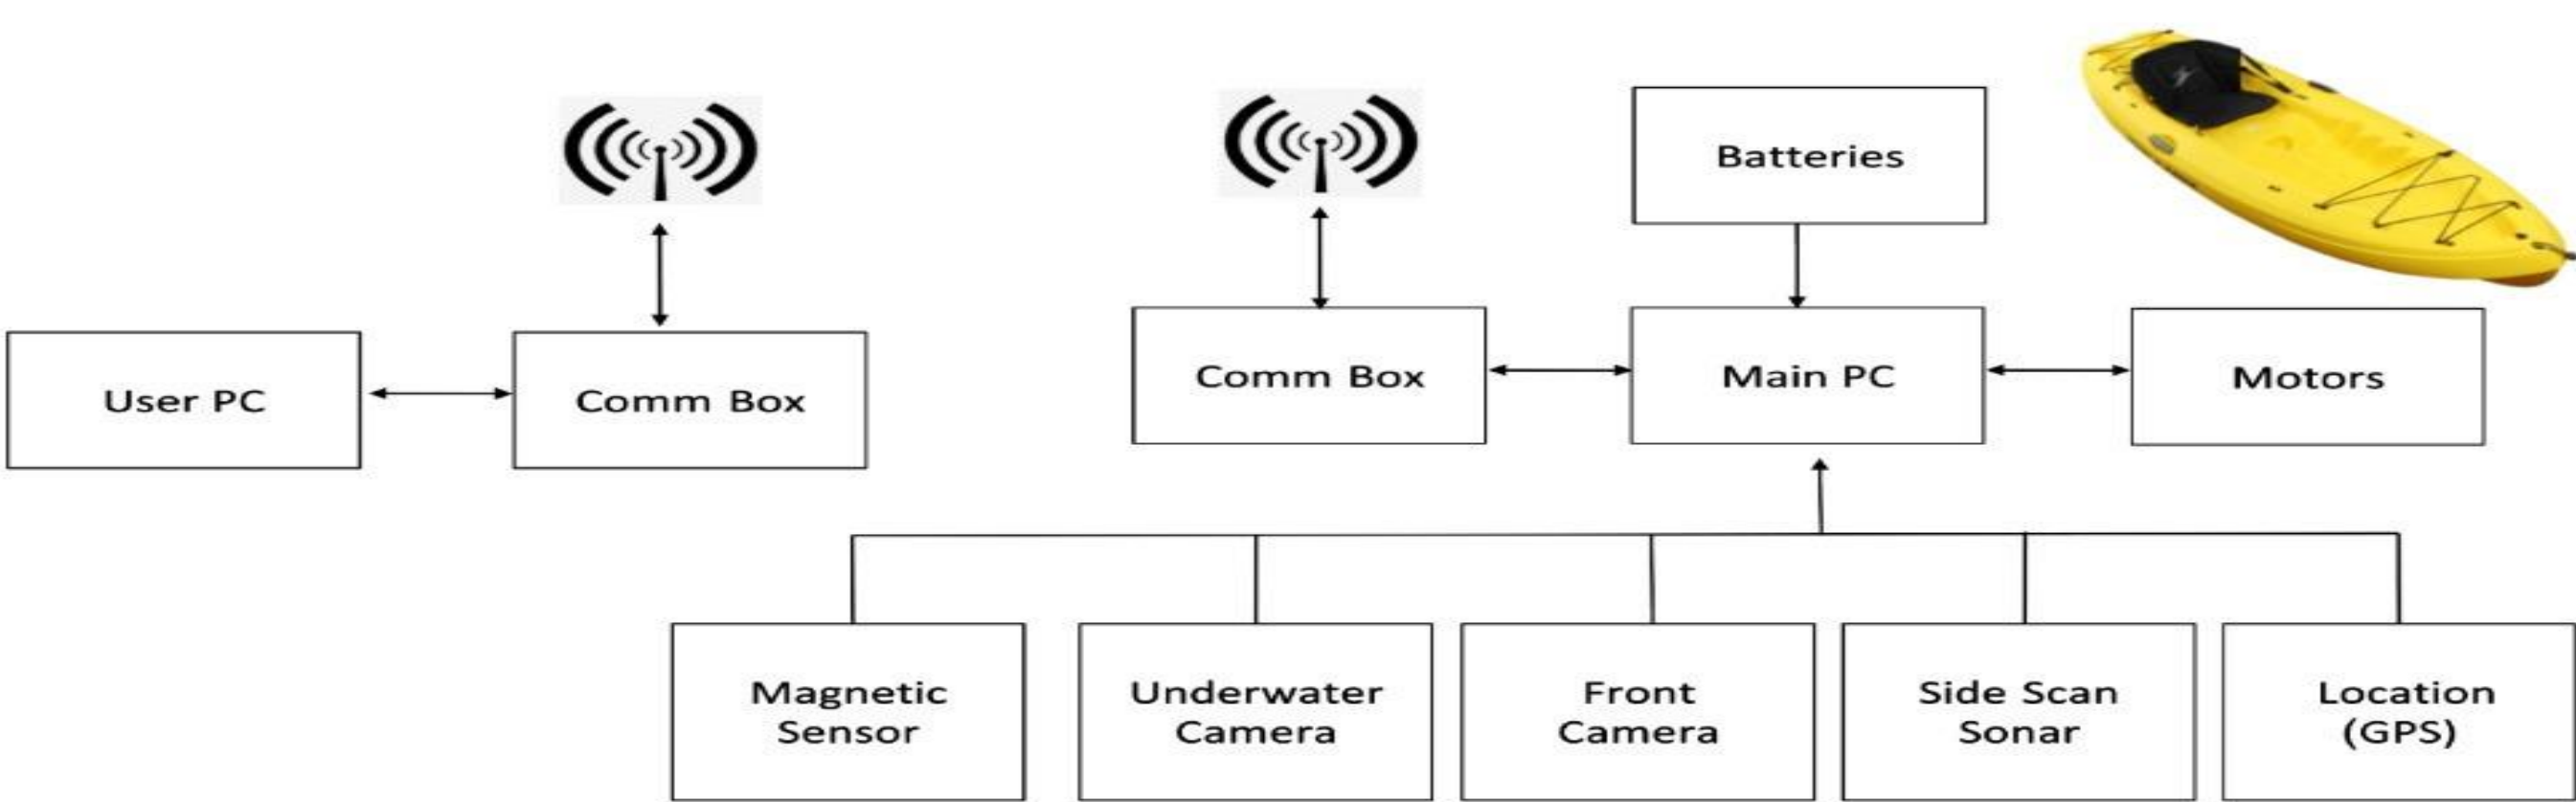 Batteries
User PC
Comm Box
Comm Box
Main PC
Motors
Magnetic
Sensor
Underwater
Camera
Front
Camera
Side Scan
Sonar
Location
(GPS)